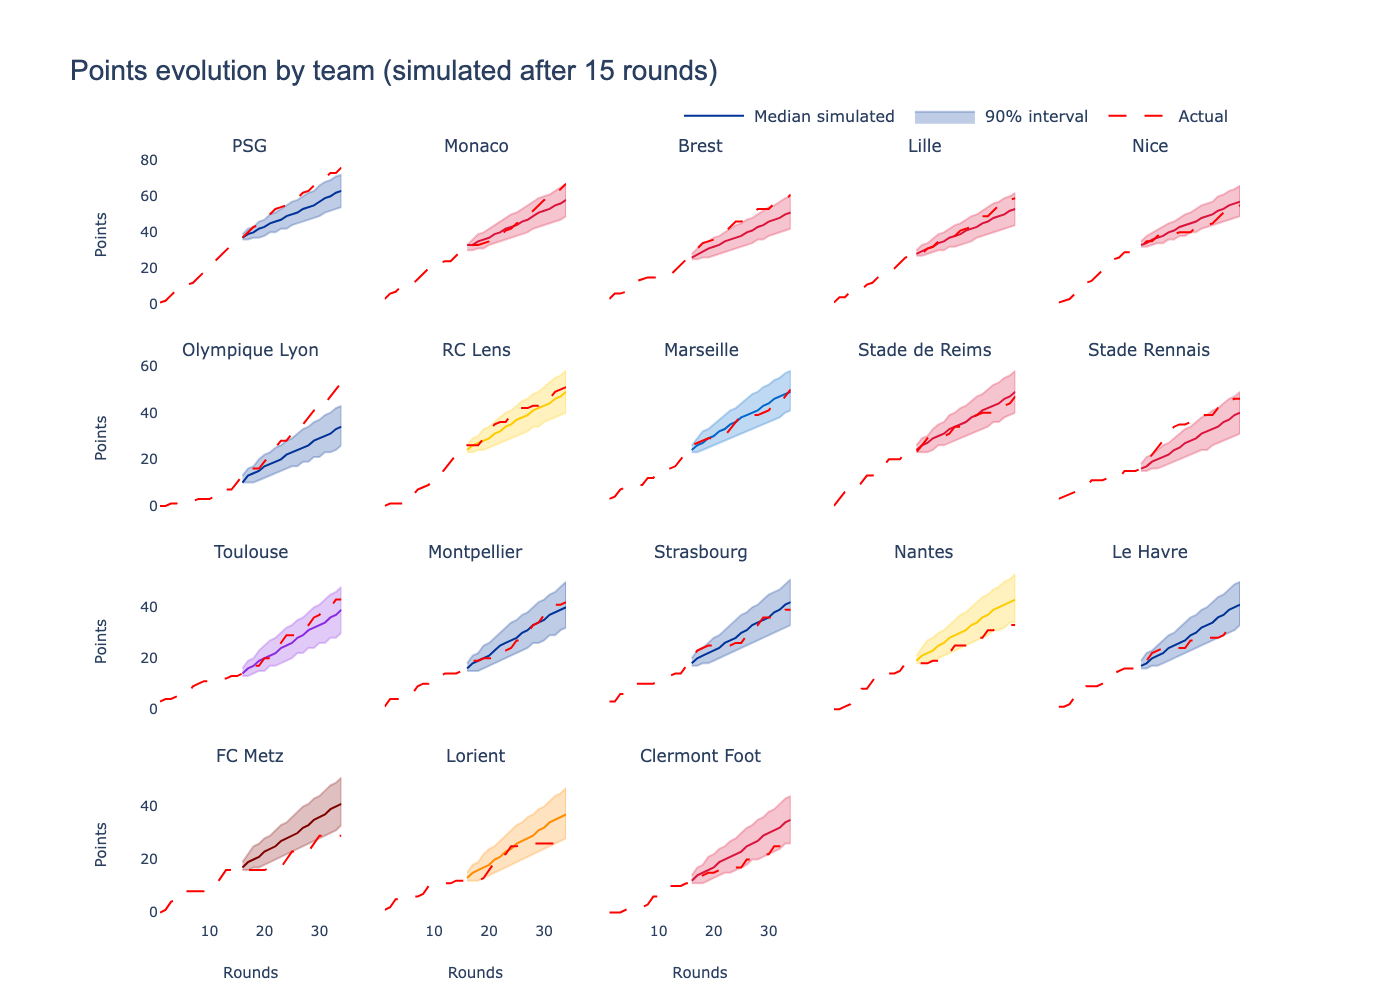 Points evolution by team (simulated after 15 rounds)
Median simulated 90% interval Actual
PSG Monaco Brest Lille Nice
80
60
40
20
0
Points
Olympique Lyon RC Lens Marseille Stade de Reims Stade Rennais
60
40
20
0
Points
Toulouse Montpellier Strasbourg Nantes Le Havre
40
20
0
Points
FC Metz Lorient Clermont Foot
40
20
0
Points
10 20 30 10 20 30 10 20 30
Rounds Rounds Rounds